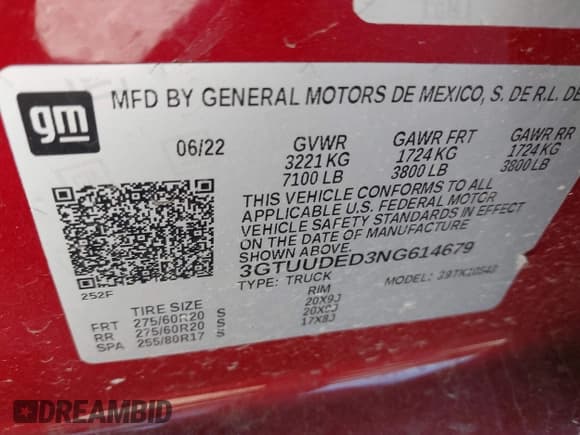 gm
MFD BY GENERAL MOTORS DE MEXICO, S. DE R.L. DE
06/22 GVWR GAWR FRT GAWR RR
3221 KG 1724 KG 1724 KG
7100 LB 3800 LB 3800 LB
THIS VEHICLE CONFORMS TO ALL
APPLICABLE U.S. FEDERAL MOTOR
VEHICLE SAFETY STANDARDS IN EFFECT
ON THE DATE OF MANUFACTURE
SHOWN ABOVE.
3GTUUDED3NG614679
TYPE: TRUCK MODEL:
252F
TIRE SIZE RIM
FRT 275/60R20 S 20X9J
RR 275/60R20 S 20X9J
SPA 255/80R17 S 17X8J
DREAMBID